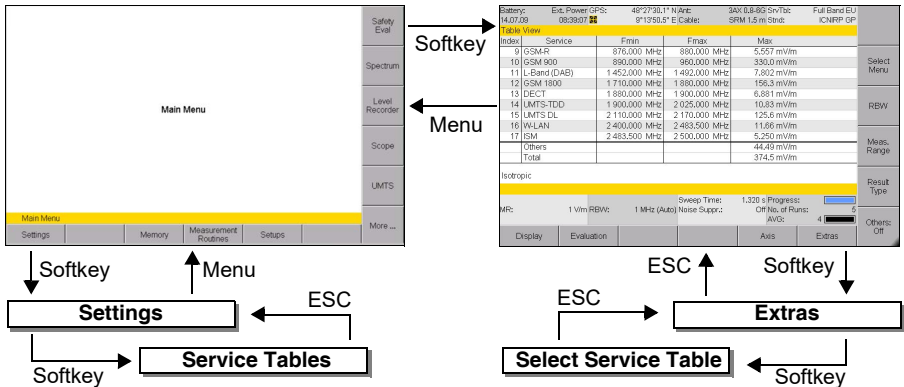 Main Menu
Safety Eval
Spectrum
Level Recorder
Scope
UMTS
More ...
Main Menu
Settings Memory Measurement Routines Setups
Softkey
Menu
Battery: Ext. Power GPS: 48°27'30.1" N Ant: 3AX 0.8-6G SrvTbl: Full Band EU
14.07.09 08:39:07 9°13'50.5" E Cable: SRM 1.5 m Stnd: ICNIRP GP
Table View
Index Service Fmin Fmax Max
9 GSM-R 876.000 MHz 880.000 MHz 5.557 mV/m
10 GSM 900 890.000 MHz 960.000 MHz 330.0 mV/m
11 L-Band (DAB) 1 452.000 MHz 1 492.000 MHz 7.802 mV/m
12 GSM 1800 1 710.000 MHz 1 880.000 MHz 156.3 mV/m
13 DECT 1 880.000 MHz 1 900.000 MHz 6.881 mV/m
14 UMTS-TDD 1 900.000 MHz 2 025.000 MHz 10.83 mV/m
15 UMTS DL 2 110.000 MHz 2 170.000 MHz 125.6 mV/m
16 W-LAN 2 400.000 MHz 2 483.500 MHz 11.66 mV/m
17 ISM 2 483.500 MHz 2 500.000 MHz 5.250 mV/m
Others 44.49 mV/m
Total 374.5 mV/m
Isotropic
Sweep Time: 1.320 s Progress:
MR: 1 V/m RBW: 1 MHz (Auto) Noise Suppr.: Off No. of Runs: 6
AVG: 4
Display Evaluation Axis Extras
Select Menu
RBW
Meas. Range
Result Type
Others: Off
Softkey
Menu
Settings
ESC
Softkey
Service Tables
ESC
Softkey
Extras
ESC
Select Service Table
Softkey